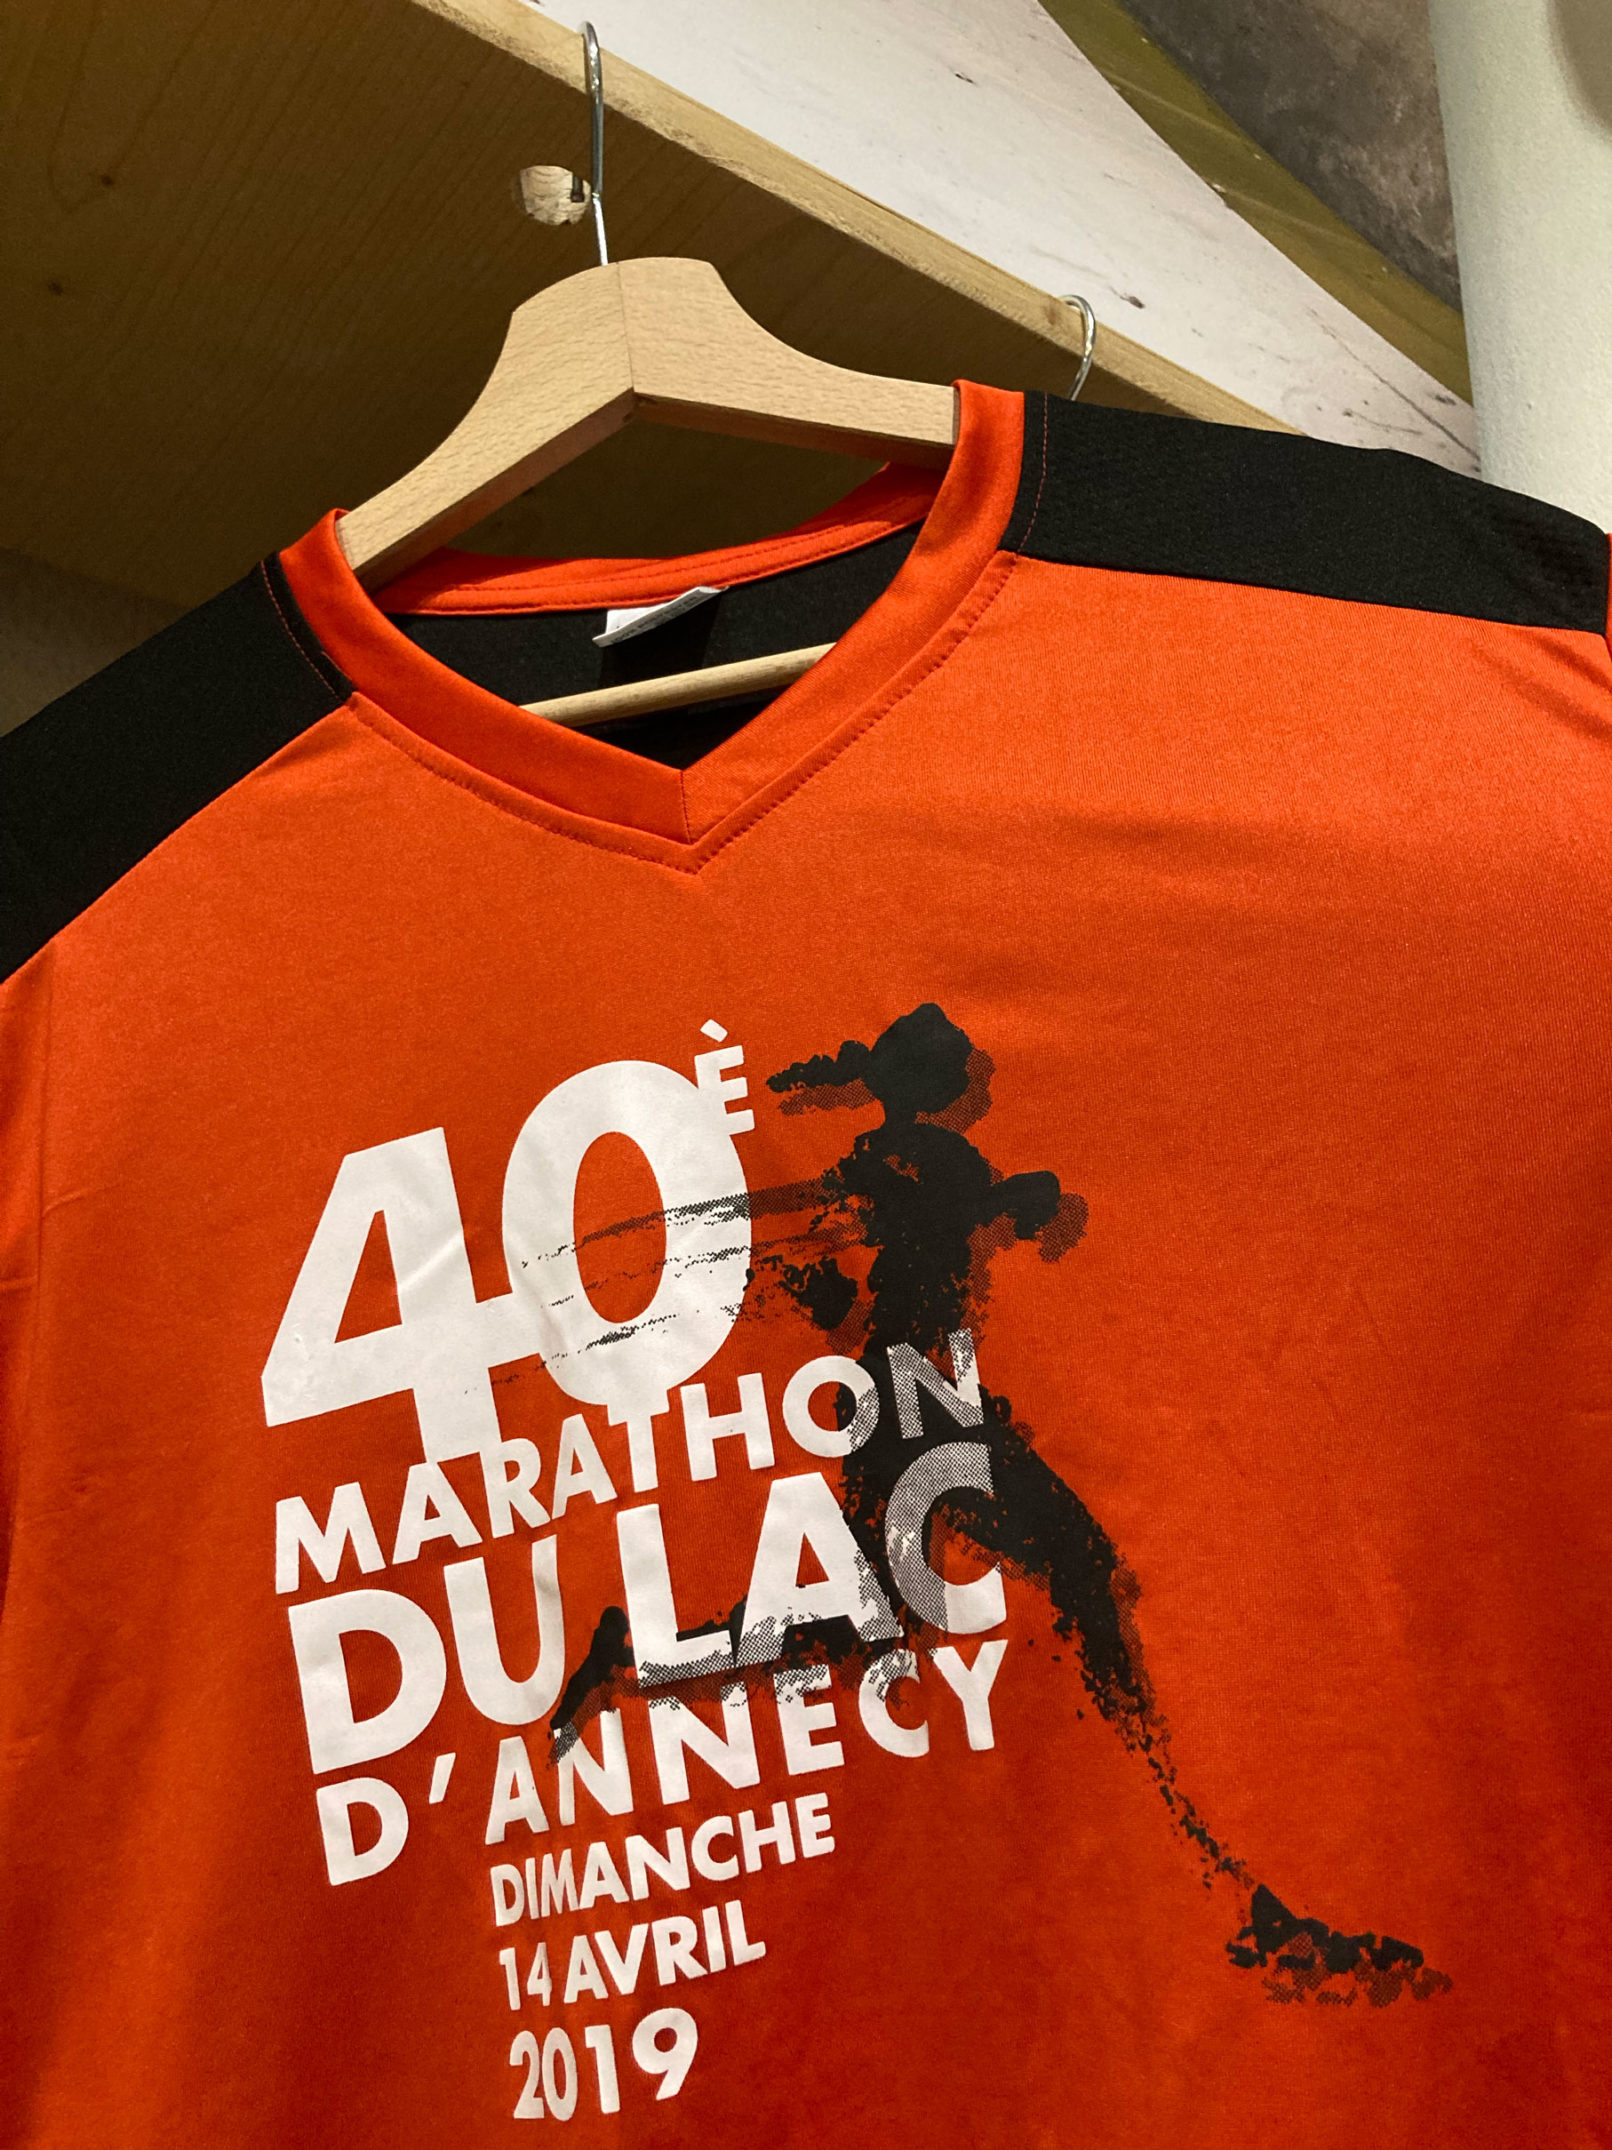 40È
MARATHON
DU LAC
D'ANNECY
DIMANCHE
14 AVRIL
2019